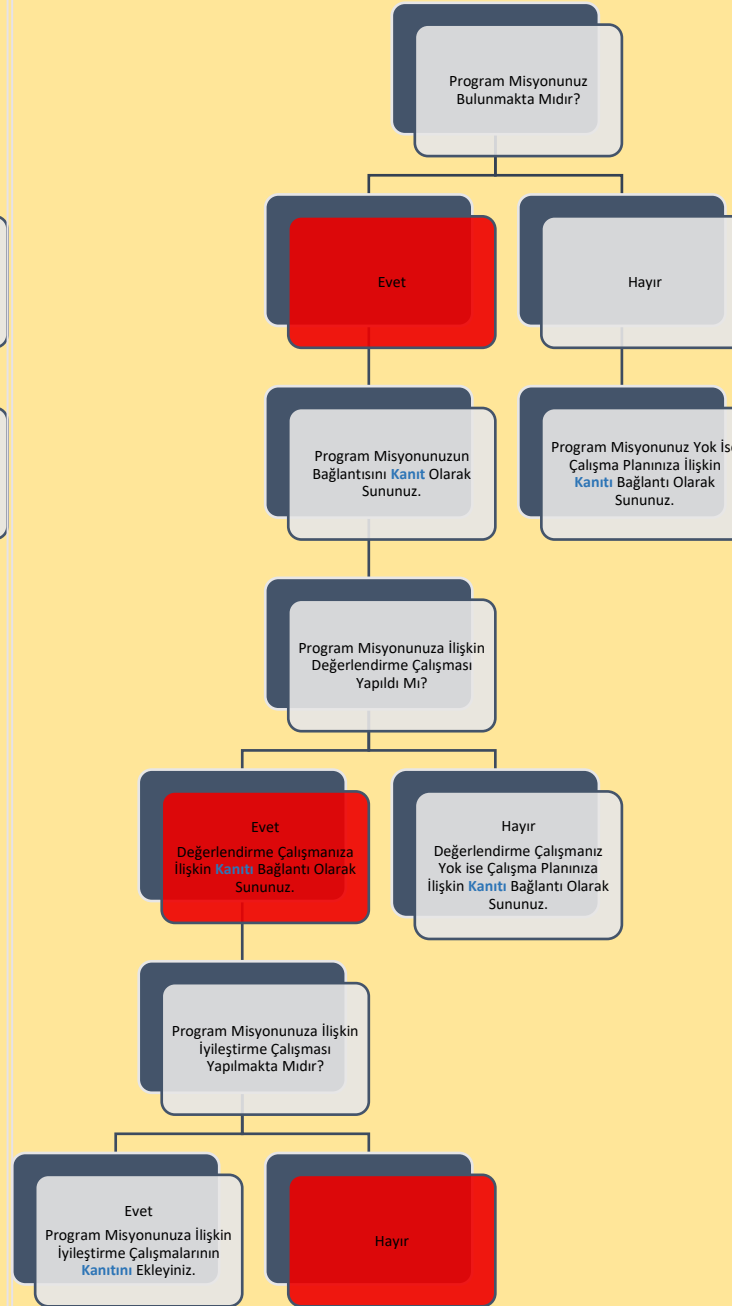 Program Misyonunuz
Bulunmakta Mıdır?
Evet
Hayır
Program Misyonunuzun
Bağlantısını Kanıt Olarak
Sununuz.
Program Misyonunuz Yok İse
Çalışma Planınıza İlişkin
Kanıtı Bağlantı Olarak
Sununuz.
Program Misyonunuza İlişkin
Değerlendirme Çalışması
Yapıldı Mı?
Evet
Değerlendirme Çalışmanıza
İlişkin Kanıtı Bağlantı Olarak
Sununuz.
Hayır
Değerlendirme Çalışmanız
Yok ise Çalışma Planınıza
İlişkin Kanıtı Bağlantı Olarak
Sununuz.
Program Misyonunuza İlişkin
İyileştirme Çalışması
Yapılmakta Mıdır?
Evet
Program Misyonunuza İlişkin
İyileştirme Çalışmalarının
Kanıtını Ekleyiniz.
Hayır